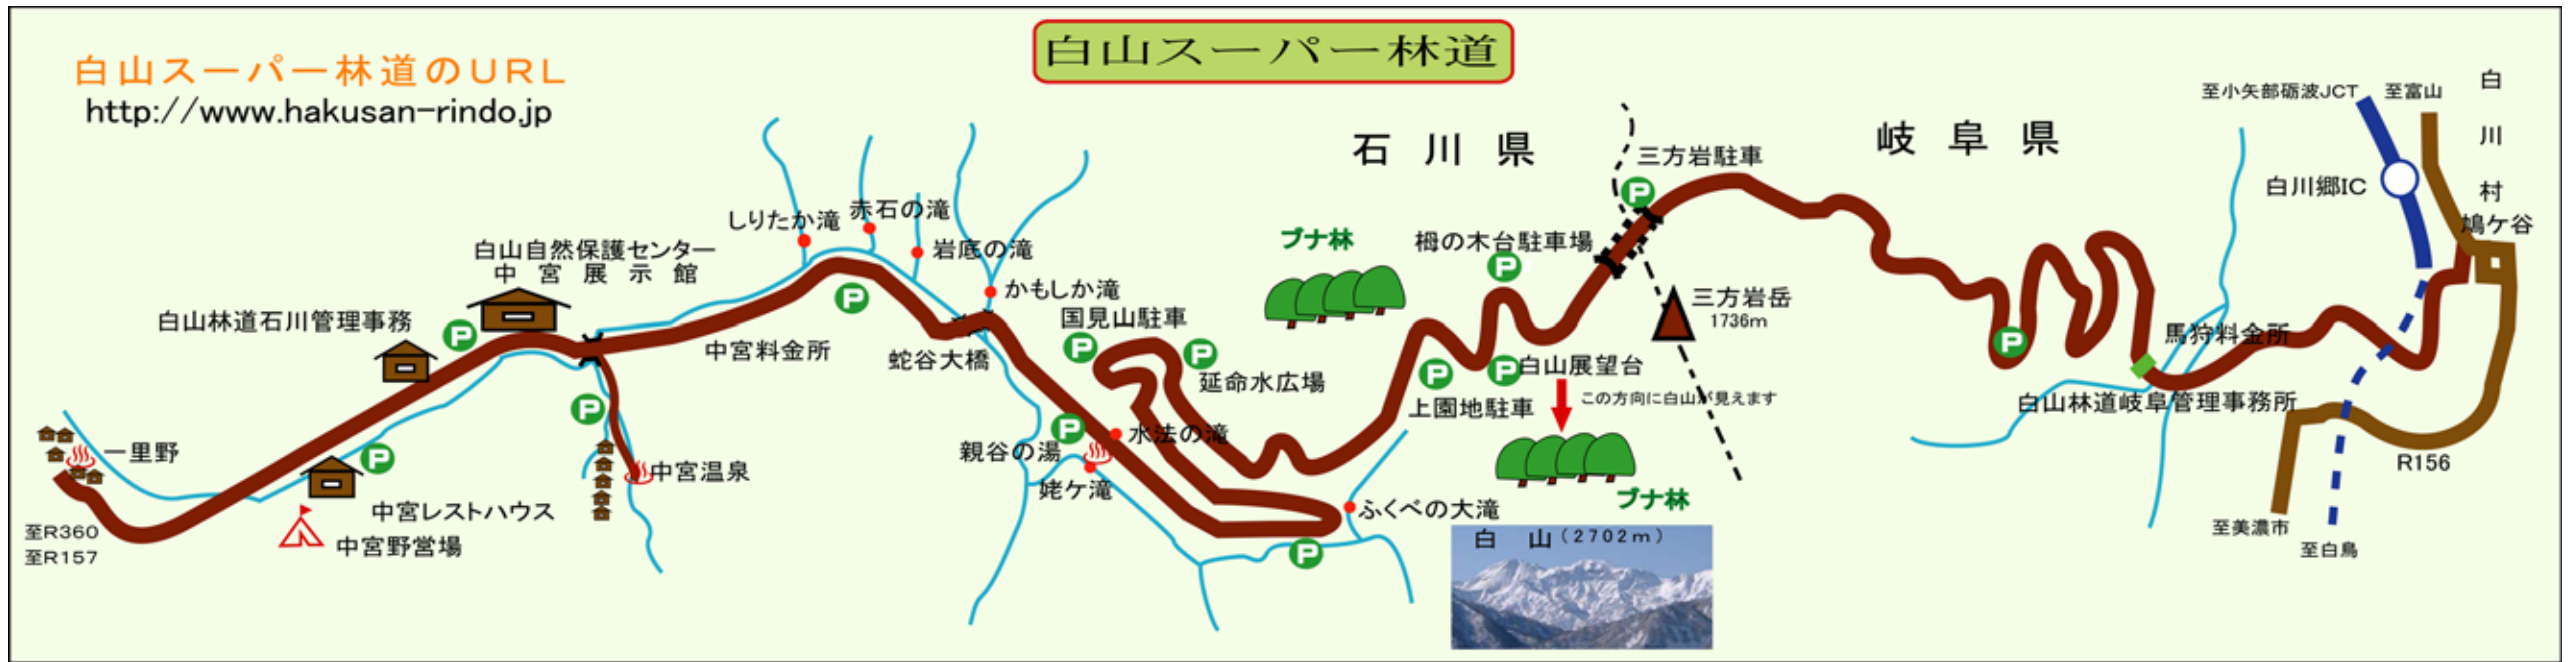 白山スーパー林道
白山スーパー林道のURL
http://www.hakusan-rindo.jp
石川県
岐阜県
至小矢部砺波JCT
至富山
白川村
鳩ケ谷
白川郷IC
三方岩駐車
しりたか滝
赤石の滝
岩底の滝
かもしか滝
白山自然保護センター
中宮展示館
白山林道石川管理事務
中宮料金所
蛇谷大橋
国見山駐車
延命水広場
ブナ林
栂の木台駐車場
三方岩岳
1736m
白山展望台
この方向に白山が見えます
上園地駐車
馬狩料金所
白山林道岐阜管理事務所
一里野
中宮温泉
親谷の湯
水法の滝
姥ケ滝
ふくべの大滝
ブナ林
R156
中宮レストハウス
中宮野営場
至R360
至R157
白山(2702m)
至美濃市
至白鳥
P
P
P
P
P
P
P
P
P
P
P
P
P
P